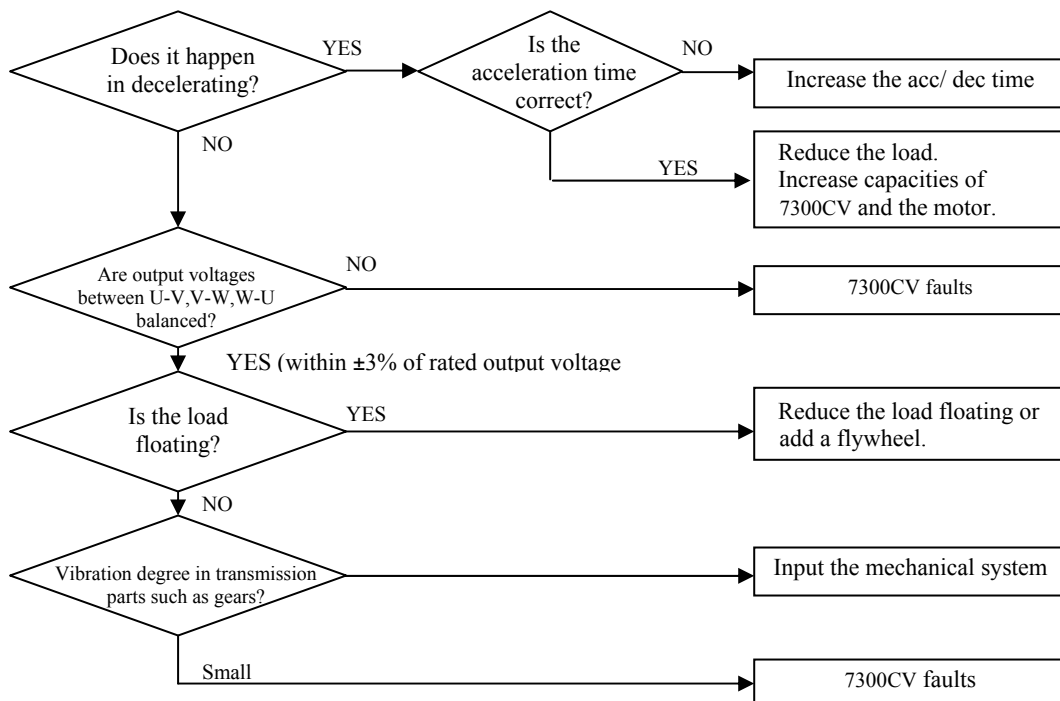 Does it happen
in decelerating?
YES
Is the
acceleration time
correct?
NO
Increase the acc/ dec time
NO
YES
Reduce the load.
Increase capacities of
7300CV and the motor.
Are output voltages
between U-V,V-W,W-U
balanced?
NO
7300CV faults
YES (within ±3% of rated output voltage
Is the load
floating?
YES
Reduce the load floating or
add a flywheel.
NO
Vibration degree in transmission
parts such as gears?
Input the mechanical system
Small
7300CV faults